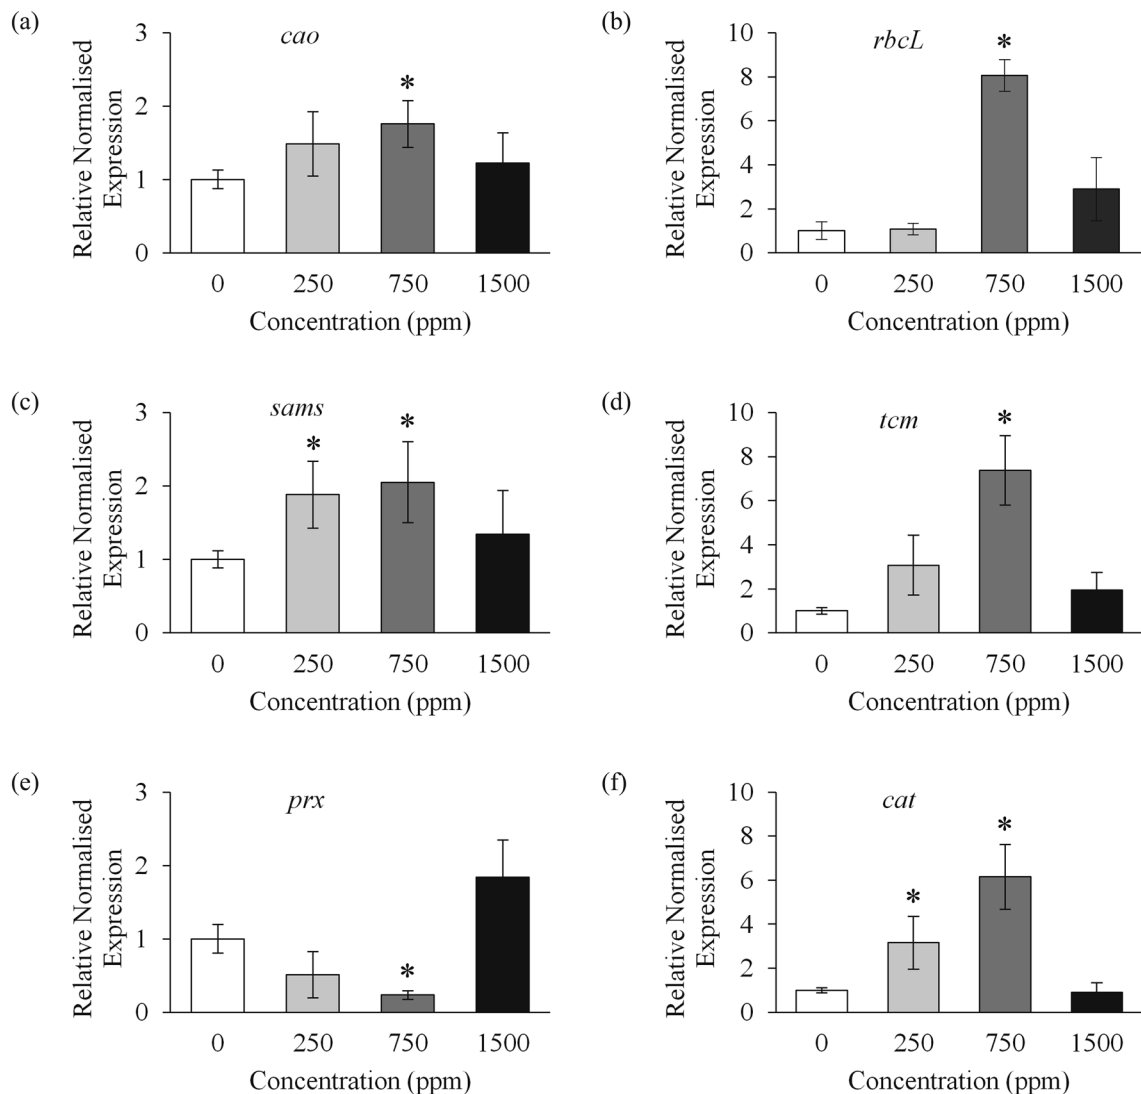 (a)
cao
Relative Normalised
Expression
3
2
1
0
*
0 250 750 1500
Concentration (ppm)
(b)
rbcL
Relative Normalised
Expression
10
8
6
4
2
0
*
0 250 750 1500
Concentration (ppm)
(c)
sams
Relative Normalised
Expression
3
2
1
0
* *
0 250 750 1500
Concentration (ppm)
(d)
tcm
Relative Normalised
Expression
10
8
6
4
2
0
*
0 250 750 1500
Concentration (ppm)
(e)
prx
Relative Normalised
Expression
3
2
1
0
*
0 250 750 1500
Concentration (ppm)
(f)
cat
Relative Normalised
Expression
10
8
6
4
2
0
* *
0 250 750 1500
Concentration (ppm)